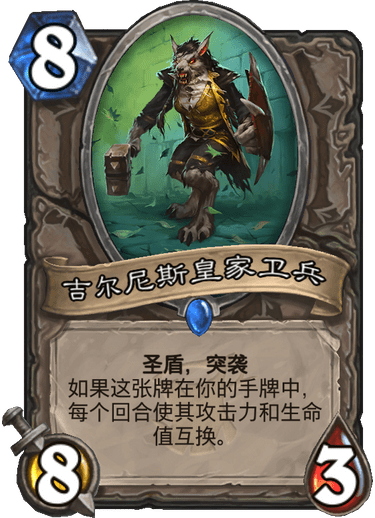 8
吉尔尼斯皇家卫兵
圣盾，突袭
如果这张牌在你的手牌中，
每个回合使其攻击力和生命
值互换。
8
3